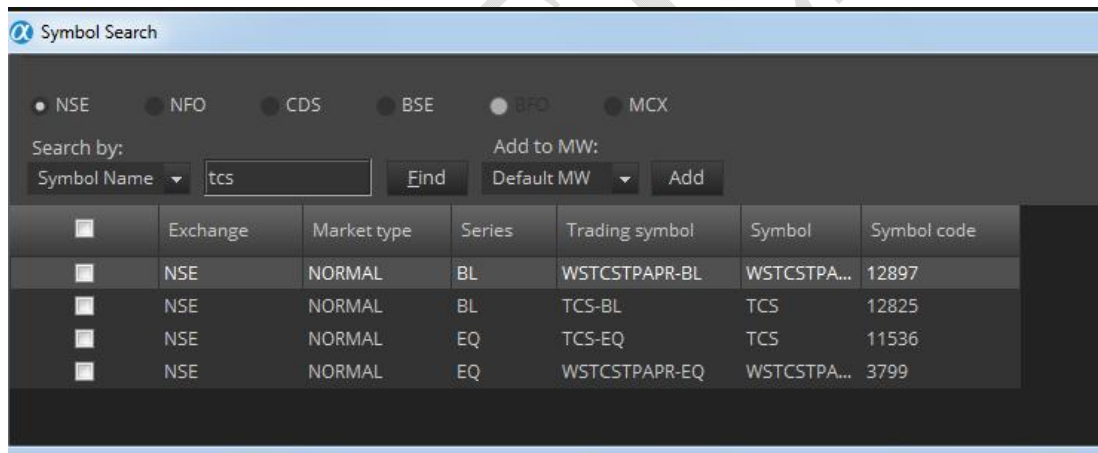 Symbol Search
NSE NFO CDS BSE BFO MCX
Search by: Add to MW:
Symbol Name tcs Find Default MW Add
Exchange Market type Series Trading symbol Symbol Symbol code
NSE NORMAL BL WSTCSTPAPR-BL WSTCSTPA... 12897
NSE NORMAL BL TCS-BL TCS 12825
NSE NORMAL EQ TCS-EQ TCS 11536
NSE NORMAL EQ WSTCSTPAPR-EQ WSTCSTPA... 3799